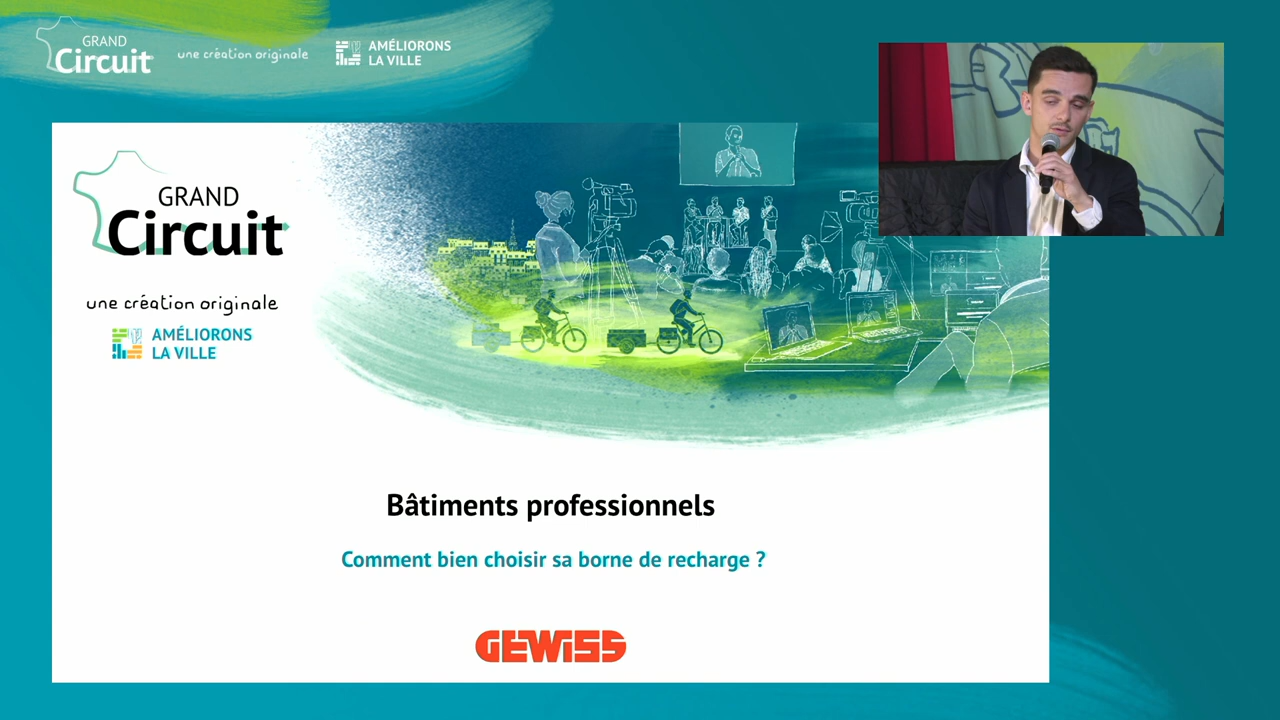 GRAND
Circuit
une création originale
AMÉLIORONS
LA VILLE
GRAND
Circuit
une création originale
AMÉLIORONS
LA VILLE
Bâtiments professionnels
Comment bien choisir sa borne de recharge ?
GEWISS